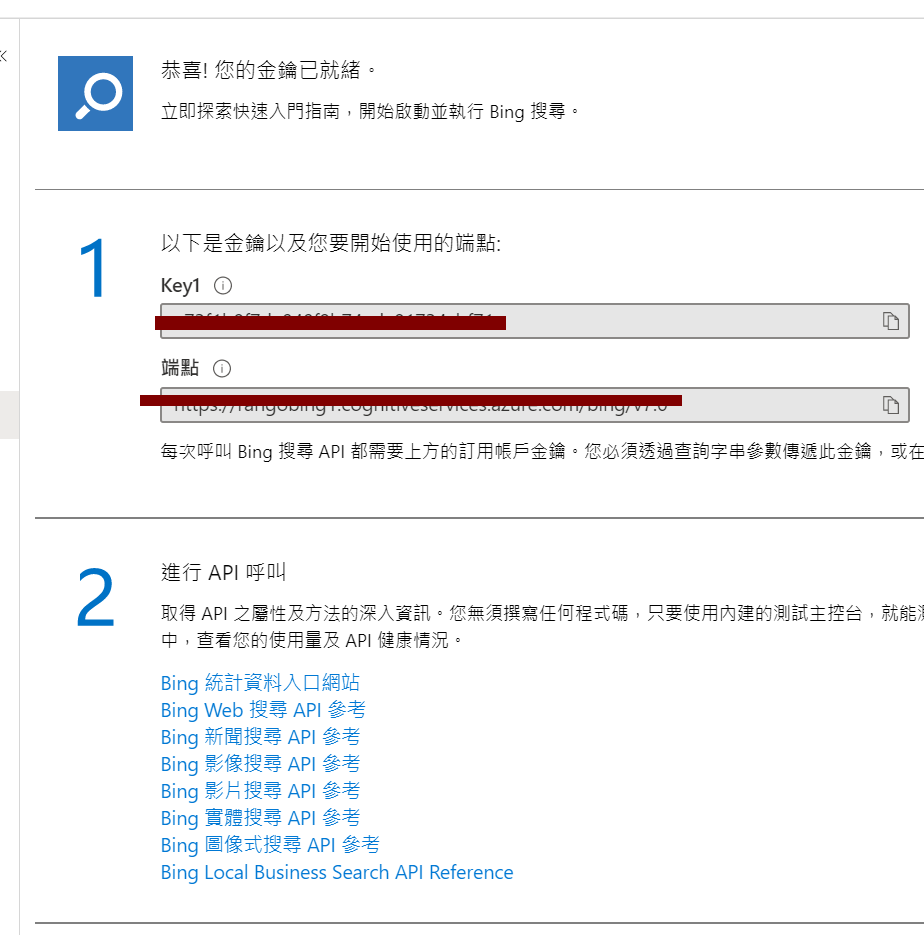 恭喜! 您的金鑰已就緒。
立即探索快速入門指南，開始啟動並執行 Bing 搜尋。
1
以下是金鑰以及您要開始使用的端點:
Key1
端點
每次呼叫 Bing 搜尋 API 都需要上方的訂用帳戶金鑰。您必須透過查詢字串參數傳遞此金鑰，或在
2
進行 API 呼叫
取得 API 之屬性及方法的深入資訊。您無須撰寫任何程式碼，只要使用內建的測試主控台，就能
中，查看您的使用量及 API 健康情況。
Bing 統計資料入口網站
Bing Web 搜尋 API 參考
Bing 新聞搜尋 API 參考
Bing 影像搜尋 API 參考
Bing 影片搜尋 API 參考
Bing 實體搜尋 API 參考
Bing 圖像式搜尋 API 參考
Bing Local Business Search API Reference